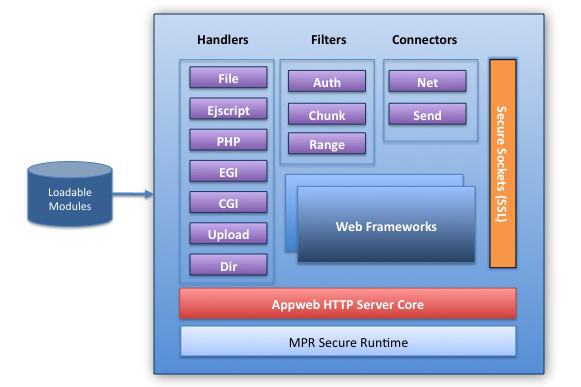 Handlers
Filters
Connectors
File
Ejscript
PHP
EGI
CGI
Upload
Dir
Auth
Chunk
Range
Net
Send
Secure Sockets (SSL)
Loadable
Modules
Web Frameworks
Appweb HTTP Server Core
MPR Secure Runtime